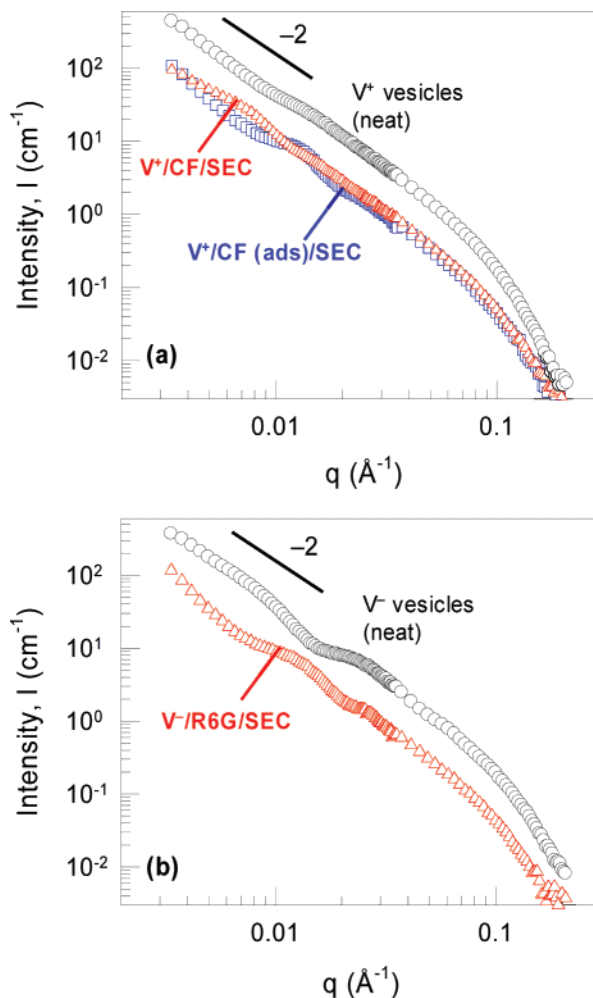 –2
10²
V⁺ vesicles
(neat)
10¹
V⁺/CF/SEC
10⁰
V⁺/CF (ads)/SEC
10⁻¹
10⁻²
(a)
Intensity, I (cm⁻¹)
0.01 0.1
q (Å⁻¹)
–2
10²
V⁻ vesicles
(neat)
10¹
V⁻/R6G/SEC
10⁰
10⁻¹
10⁻²
(b)
Intensity, I (cm⁻¹)
0.01 0.1
q (Å⁻¹)